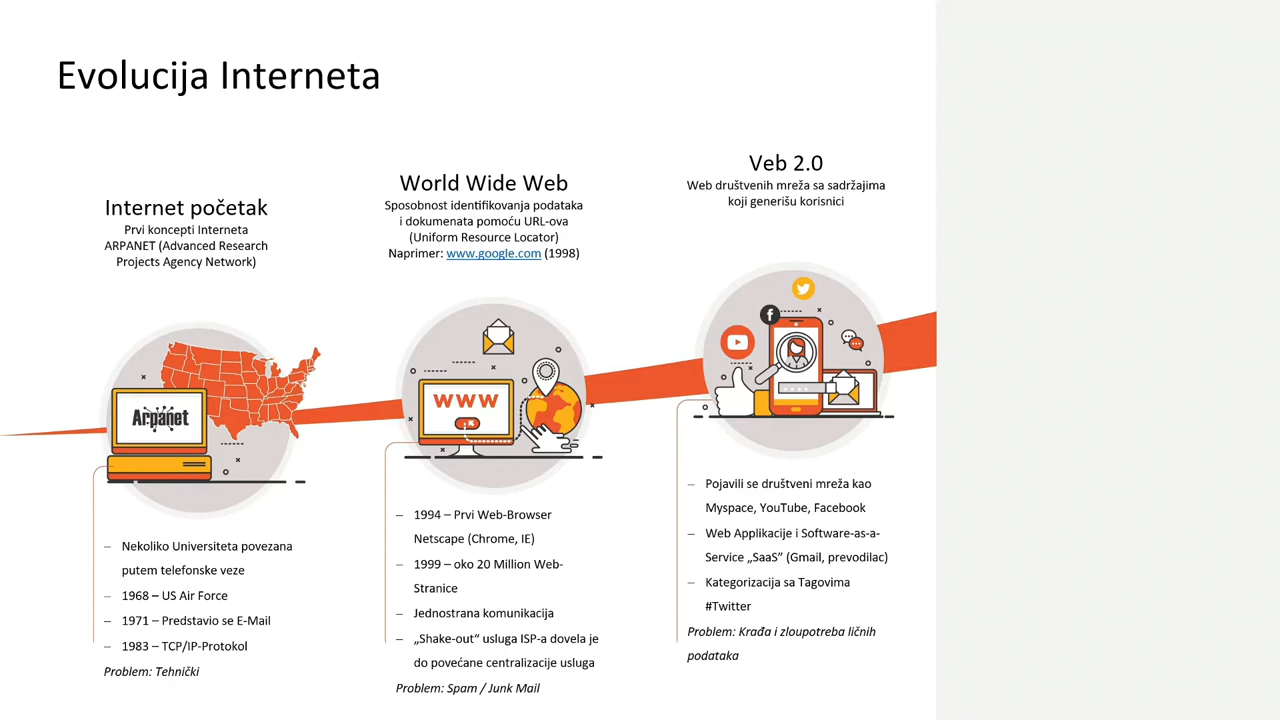 Evolucija Interneta
Internet početak
Prvi koncepti Interneta
ARPANET (Advanced Research
Projects Agency Network)
Arpanet
– Nekoliko Universiteta povezana
putem telefonske veze
– 1968 – US Air Force
– 1971 – Predstavio se E-Mail
– 1983 – TCP/IP-Protokol
Problem: Tehnički
World Wide Web
Sposobnost identifikovanja podataka
i dokumenata pomoću URL-ova
(Uniform Resource Locator)
Naprimer: www.google.com (1998)
WWW
– 1994 – Prvi Web-Browser
Netscape (Chrome, IE)
– 1999 – oko 20 Million Web-
Stranice
– Jednostrana komunikacija
– „Shake-out“ usluga ISP-a dovela je
do povećane centralizacije usluga
Problem: Spam / Junk Mail
Veb 2.0
Web društvenih mreža sa sadržajima
koji generišu korisnici
f
– Pojavili se društveni mreža kao
Myspace, YouTube, Facebook
– Web Applikacije i Software-as-a-
Service „SaaS” (Gmail, prevodilac)
– Kategorizacija sa Tagovima
#Twitter
Problem: Krađa i zloupotreba ličnih
podataka